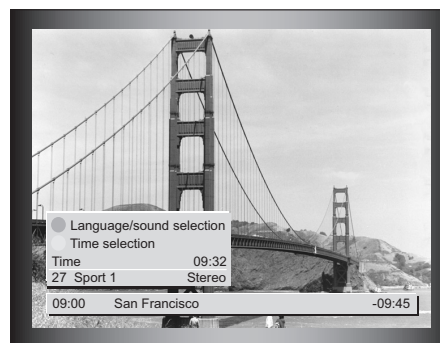 Language/sound selection
Time selection
Time 09:32
27 Sport 1 Stereo
09:00 San Francisco -09:45